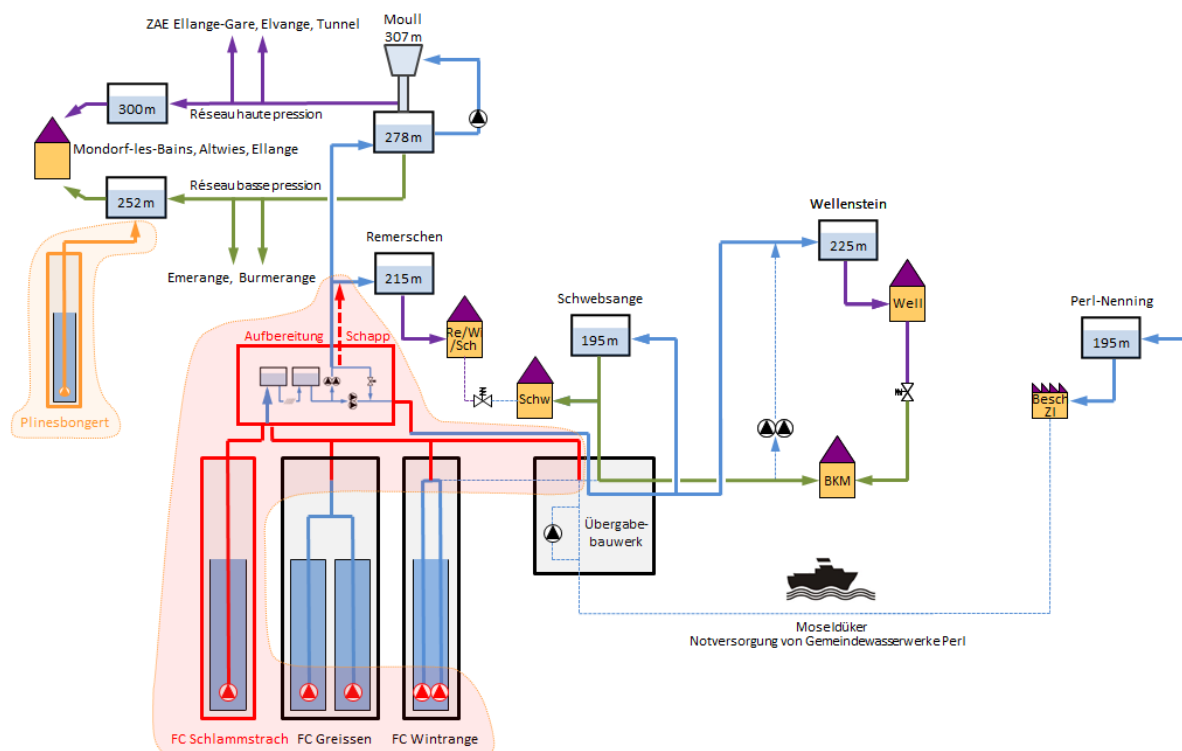 ZAE Ellange-Gare, Elvange, Tunnel
Moull
307m
300m
Réseau haute pression
278m
Mondorf-les-Bains, Altwies, Ellange
Réseau basse pression
252m
Wellenstein
225m
Remerschen
215m
Emerange, Burmerange
Schwebsange
195m
Well
Perl-Nenning
195m
Aufbereitung Schapp
Re/Wi
/Sch
Schw
Besch
ZI
Plinesbongert
BKM
Übergabe-
bauwerk
Moseldüker
Notversorgung von Gemeindewasserwerke Perl
FC Schlammstrach
FC Greissen
FC Wintrange